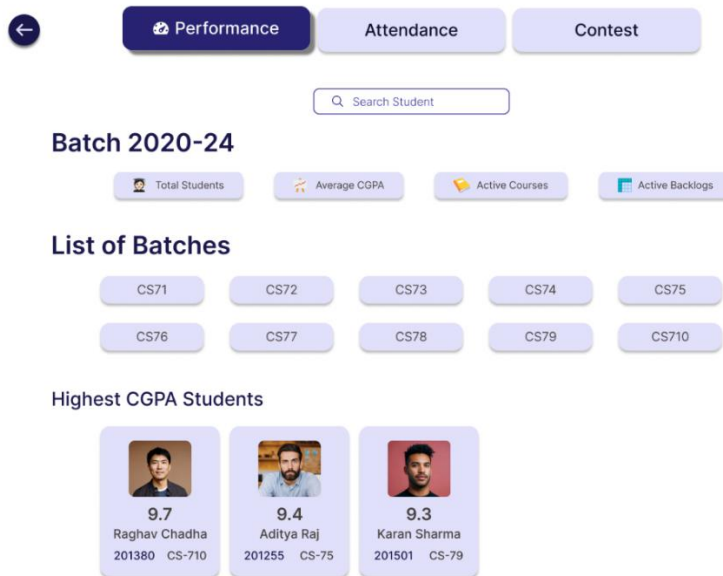 Performance Attendance Contest
Search Student
Batch 2020-24
Total Students Average CGPA Active Courses Active Backlogs
List of Batches
CS71 CS72 CS73 CS74 CS75
CS76 CS77 CS78 CS79 CS710
Highest CGPA Students
9.7 9.4 9.3
Raghav Chadha Aditya Raj Karan Sharma
201380 CS-710 201255 CS-75 201501 CS-79